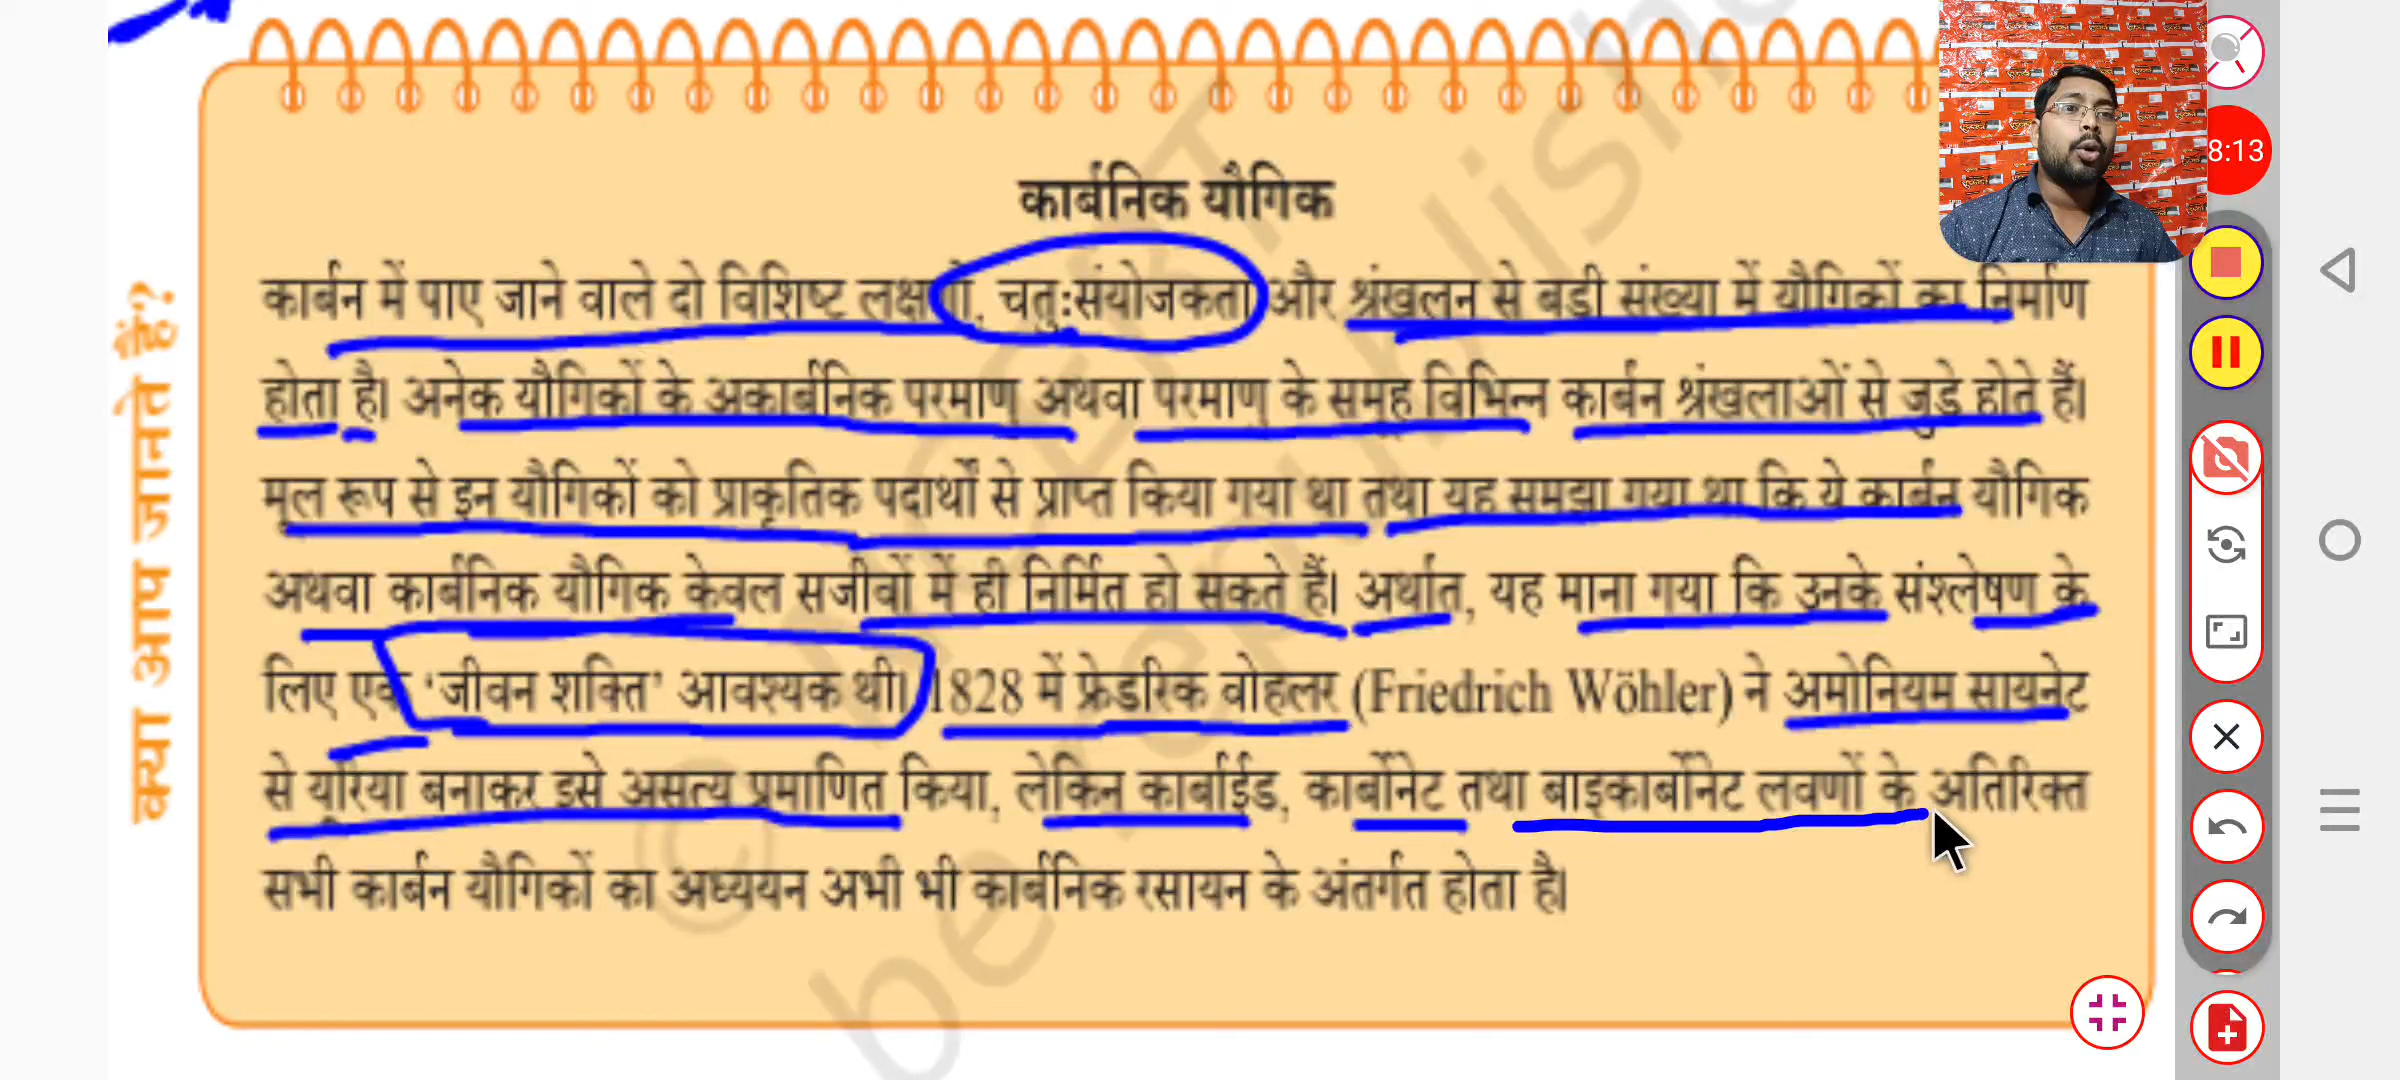 कार्बनिक यौगिक
कार्बन में पाए जाने वाले दो विशिष्ट लक्षणों, चतुःसंयोजकता और श्रंखलन से बड़ी संख्या में यौगिकों का निर्माण
होता है। अनेक यौगिकों के अकार्बनिक परमाणु अथवा परमाणु के समूह विभिन्न कार्बन श्रंखलाओं से जुड़े होते हैं।
मूल रूप से इन यौगिकों को प्राकृतिक पदार्थों से प्राप्त किया गया था तथा यह समझा गया था कि ये कार्बन यौगिक
अथवा कार्बनिक यौगिक केवल सजीवों में ही निर्मित हो सकते हैं। अर्थात, यह माना गया कि उनके संश्लेषण के
लिए एक 'जीवन शक्ति' आवश्यक थी। 1828 में फ्रेडरिक वोहलर (Friedrich Wöhler) ने अमोनियम सायनेट
से यूरिया बनाकर इसे असत्य प्रमाणित किया, लेकिन कार्बाईड, कार्बोनेट तथा बाइकार्बोनेट लवणों के अतिरिक्त
सभी कार्बन यौगिकों का अध्ययन अभी भी कार्बनिक रसायन के अंतर्गत होता है।
क्या आप जानते हैं?
8:13
be republishe